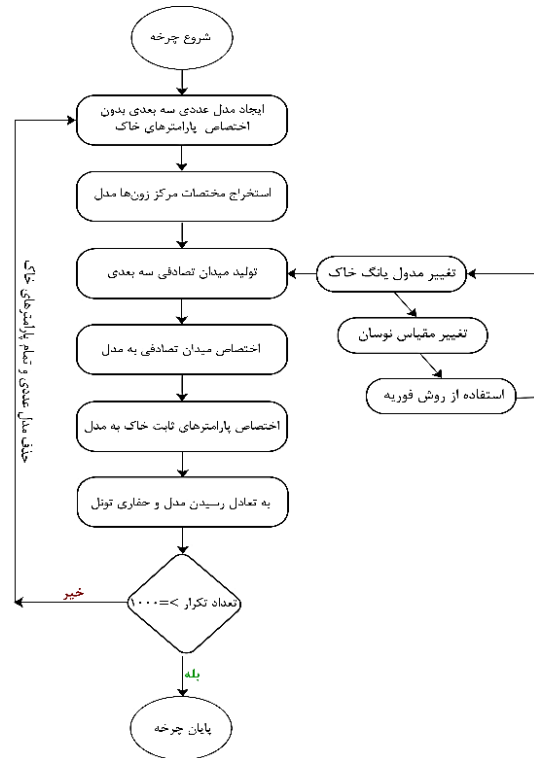 شروع چرخه
ایجاد مدل عددی سه بعدی بدون
اختصاص پارامترهای خاک
استخراج مختصات مرکز زون‌ها مدل
تولید میدان تصادفی سه بعدی
تغییر مدول یانگ خاک
تغییر مقیاس نوسان
استفاده از روش فوریه
اختصاص میدان تصادفی به مدل
اختصاص پارامترهای ثابت خاک به مدل
به تعادل رسیدن مدل و حفاری تونل
تعداد تکرار >=۱۰۰۰
خیر
حذف مدل عددی و تمام پارامترهای خاک
بله
پایان چرخه